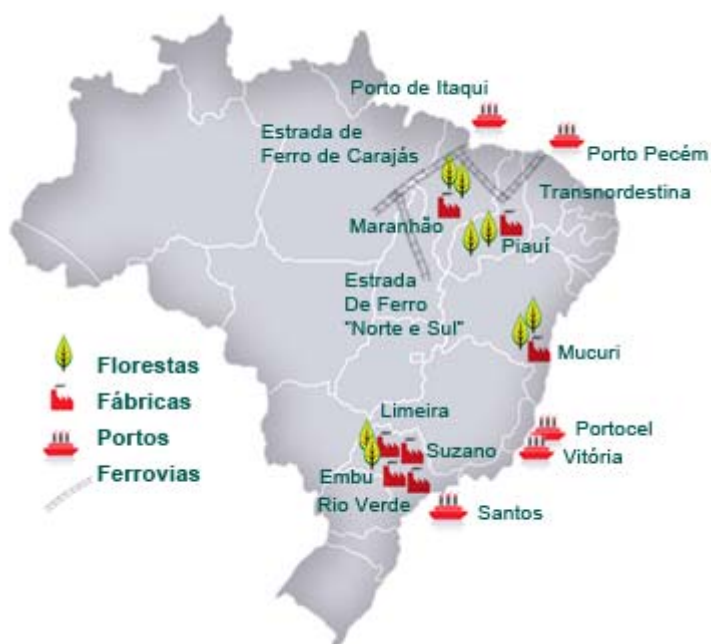 Porto de Itaqui
Estrada de
Ferro de Carajás
Porto Pecém
Transnordestina
Maranhão
Piauí
Estrada
De Ferro
"Norte e Sul"
Mucuri
Florestas
Fábricas
Portos
Ferrovias
Limeira
Suzano
Portocel
Vitória
Embu
Rio Verde
Santos